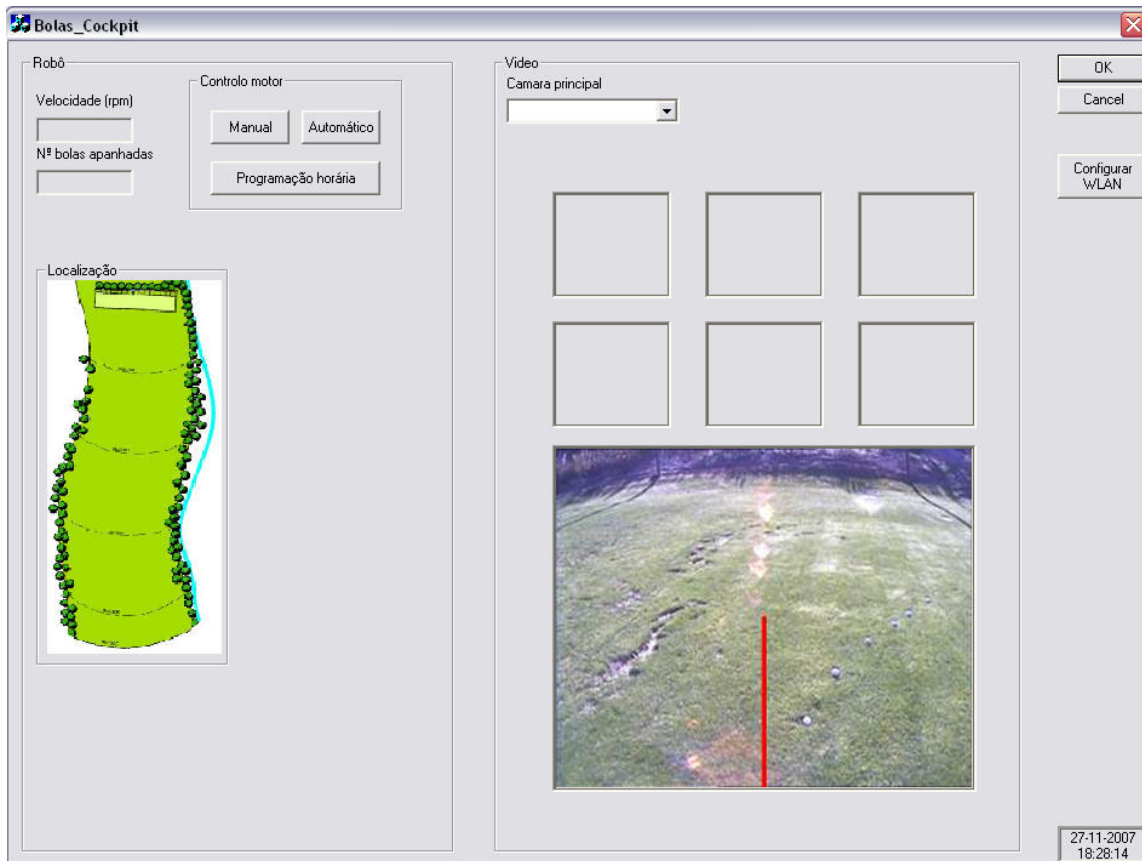 Bolas_Cockpit
Robô
Velocidade (rpm)
Nº bolas apanhadas
Controlo motor
Manual
Automático
Programação horária
Localização
Video
Camara principal
OK
Cancel
Configurar
WLAN
27-11-2007
18:28:14